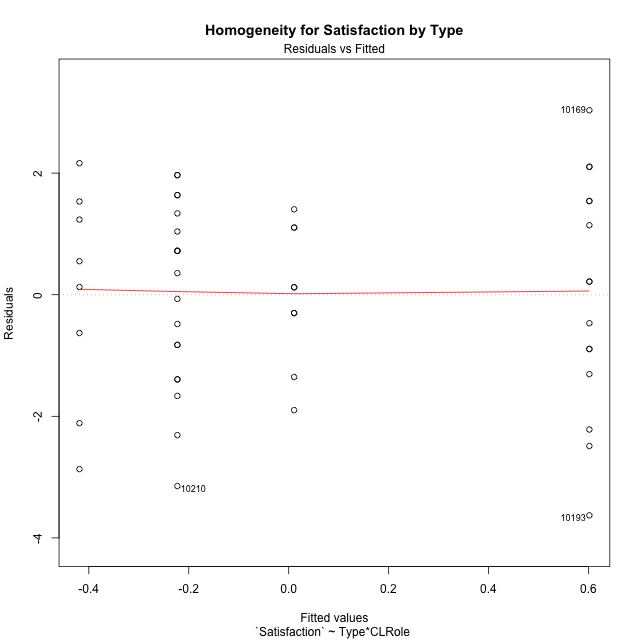 Homogeneity for Satisfaction by Type
Residuals vs Fitted
Residuals
2
0
-2
-4
10169
10210
10193
-0.4 -0.2 0.0 0.2 0.4 0.6
Fitted values
`Satisfaction` ~ Type*CLRole